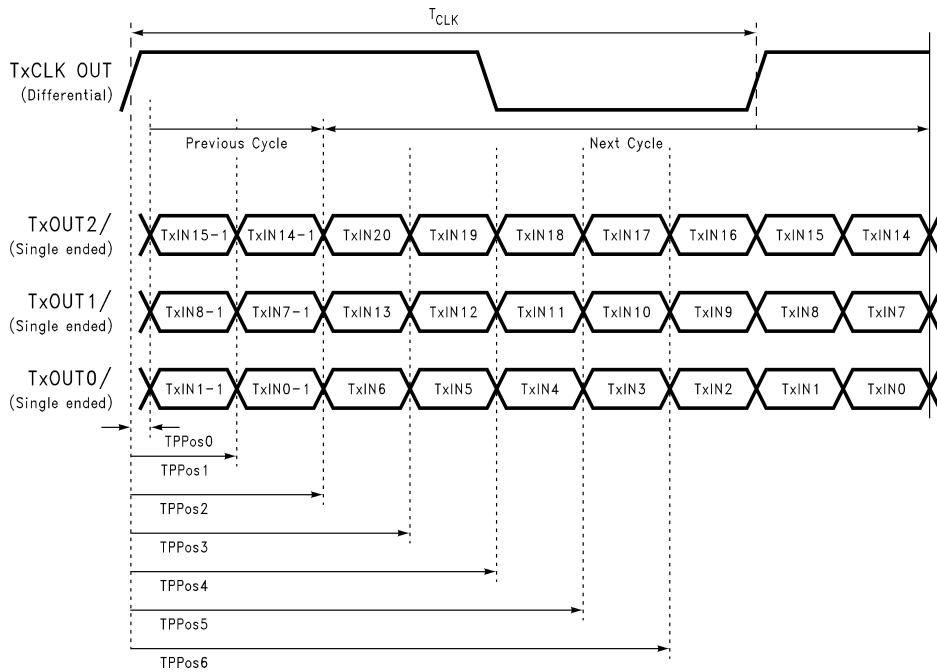 TCLK
TxCLK OUT
(Differential)
Previous Cycle
Next Cycle
TxOUT2/
(Single ended)
TxIN15-1 TxIN14-1 TxIN20 TxIN19 TxIN18 TxIN17 TxIN16 TxIN15 TxIN14
TxOUT1/
(Single ended)
TxIN8-1 TxIN7-1 TxIN13 TxIN12 TxIN11 TxIN10 TxIN9 TxIN8 TxIN7
TxOUT0/
(Single ended)
TxIN1-1 TxIN0-1 TxIN6 TxIN5 TxIN4 TxIN3 TxIN2 TxIN1 TxIN0
TPPos0
TPPos1
TPPos2
TPPos3
TPPos4
TPPos5
TPPos6